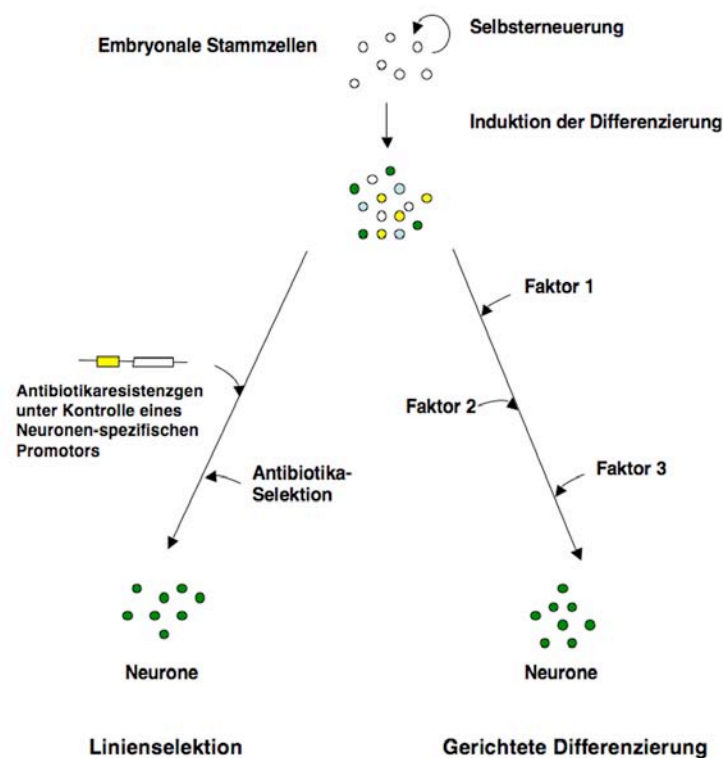 Embryonale Stammzellen
Selbsterneuerung
Induktion der Differenzierung
Faktor 1
Antibiotikaresistenzgen
unter Kontrolle eines
Neuronen-spezifischen
Promotors
Faktor 2
Antibiotika-
Selektion
Faktor 3
Neurone
Neurone
Linienselektion
Gerichtete Differenzierung